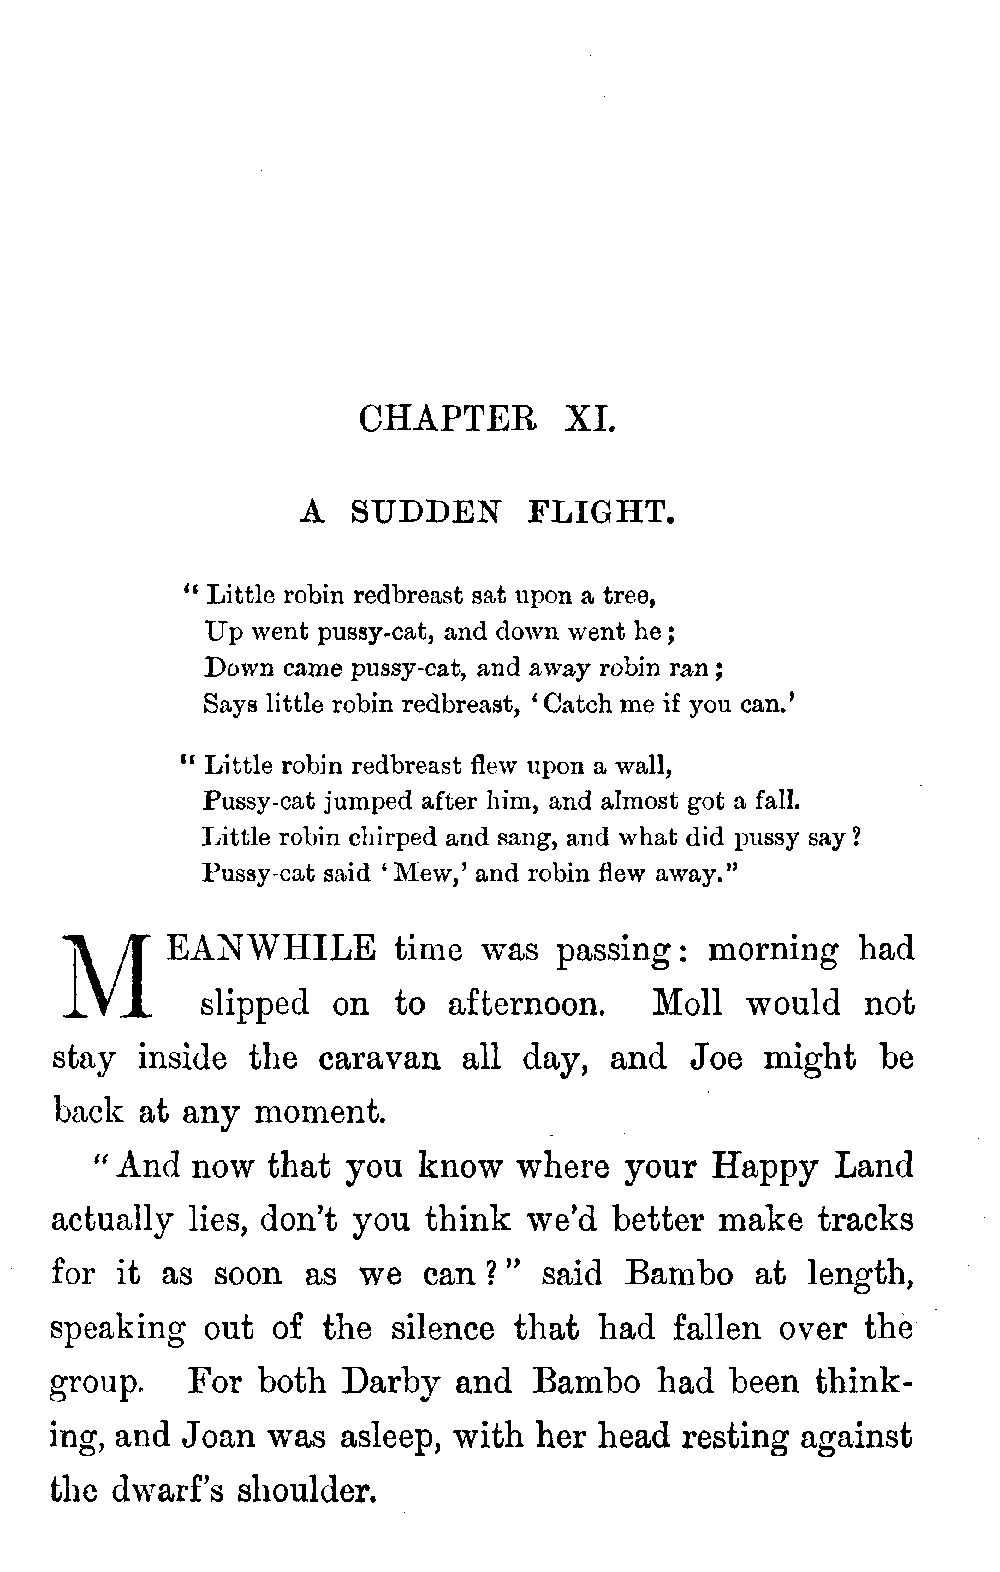 CHAPTER XI.
A SUDDEN FLIGHT.
" Little robin redbreast sat upon a tree,
Up went pussy-cat, and down went he;
Down came pussy-cat, and away robin ran;
Says little robin redbreast, 'Catch me if you can.'
" Little robin redbreast flew upon a wall,
Pussy-cat jumped after him, and almost got a fall.
Little robin chirped and sang, and what did pussy say?
Pussy-cat said 'Mew,' and robin flew away."
MEANWHILE time was passing: morning had
slipped on to afternoon. Moll would not
stay inside the caravan all day, and Joe might be
back at any moment.
"And now that you know where your Happy Land
actually lies, don't you think we'd better make tracks
for it as soon as we can?" said Bambo at length,
speaking out of the silence that had fallen over the
group. For both Darby and Bambo had been think-
ing, and Joan was asleep, with her head resting against
the dwarf's shoulder.